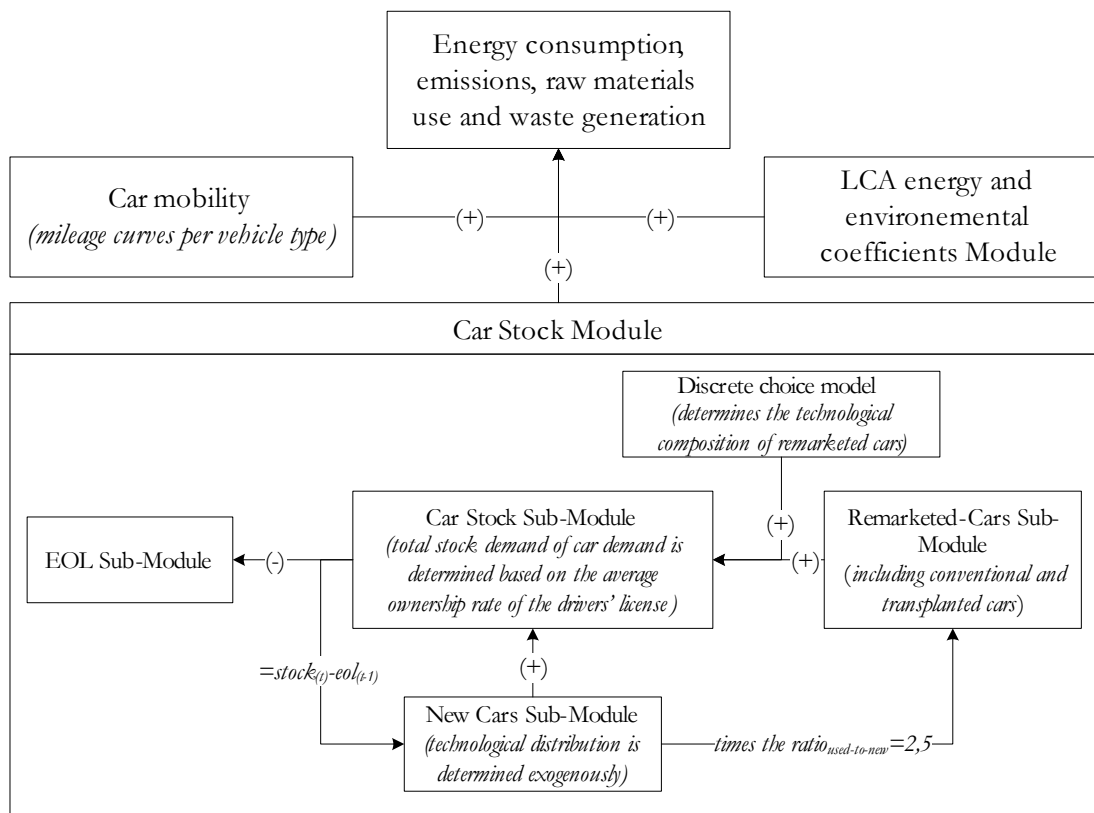 Energy consumption,
emissions, raw materials
use and waste generation
Car mobility
(mileage curves per vehicle type)
LCA energy and
environemental
coefficients Module
(+)
(+)
(+)
Car Stock Module
Discrete choice model
(determines the technological
composition of remarketed cars)
Car Stock Sub-Module
(total stock demand of car demand is
determined based on the average
ownership rate of the drivers' license)
(+)
Remarketed-Cars Sub-
Module
(including conventional and
transplanted cars)
EOL Sub-Module
(-)
(+)
=stock(t)-eol(t-1)
(+)
New Cars Sub-Module
(technological distribution is
determined exogenously)
times the ratio used-to-new=2,5